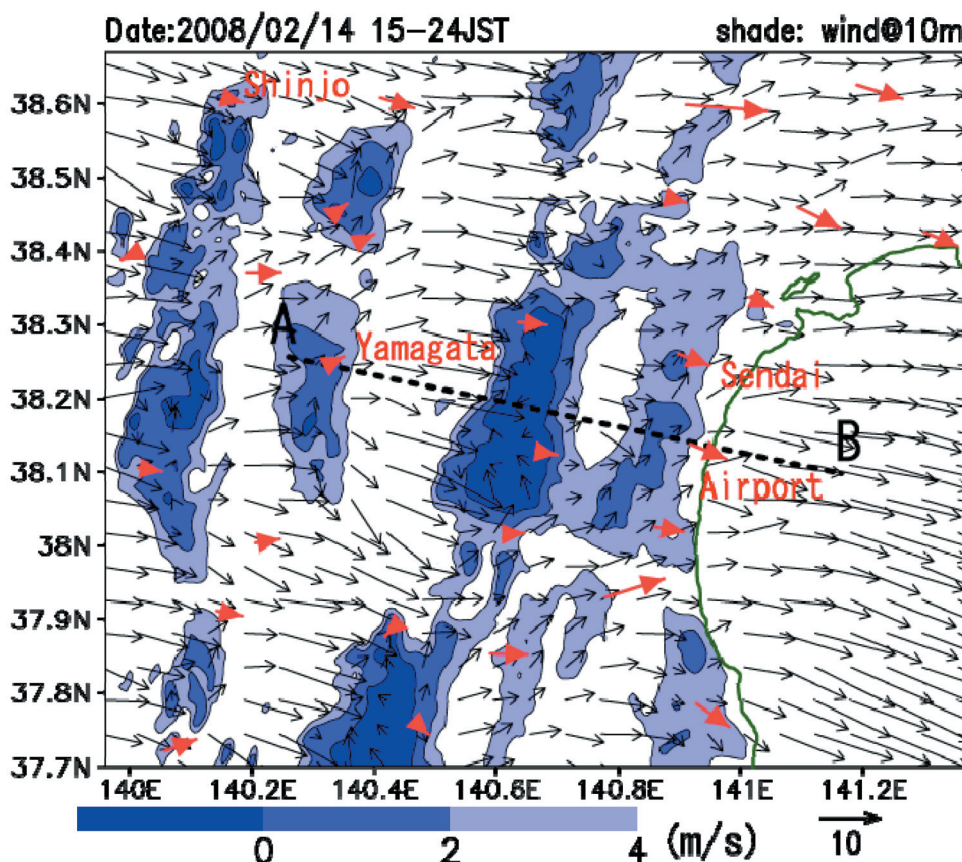 Date:2008/02/14 15-24JST shade: wind@10m
38.6N
38.5N
38.4N
38.3N
38.2N
38.1N
38N
37.9N
37.8N
37.7N
Shinjo
A
Yamagata
Sendai
B
Airport
140E 140.2E 140.4E 140.6E 140.8E 141E 141.2E
0 2 4 (m/s) 10